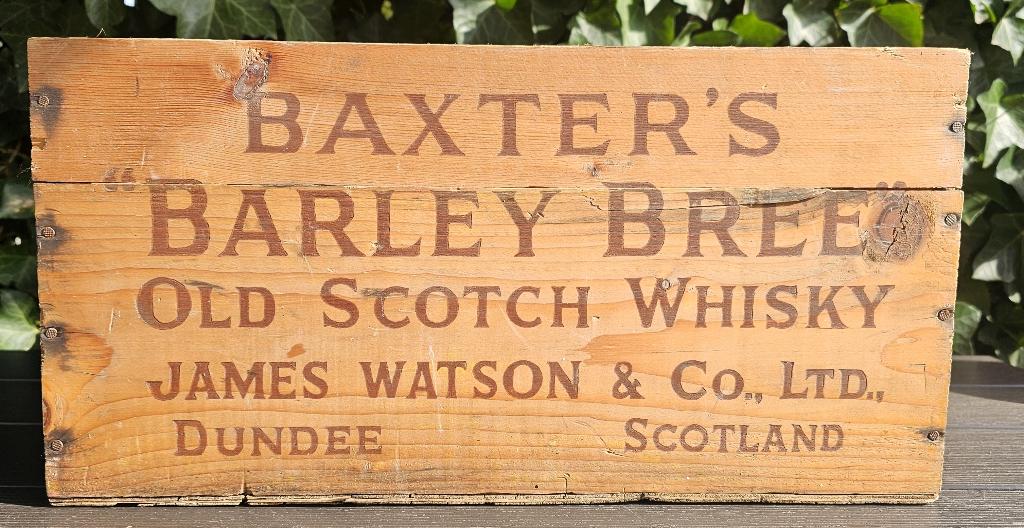 BAXTER'S
"BARLEY BREE"
OLD SCOTCH WHISKY
JAMES WATSON & CO., LTD.,
DUNDEE SCOTLAND